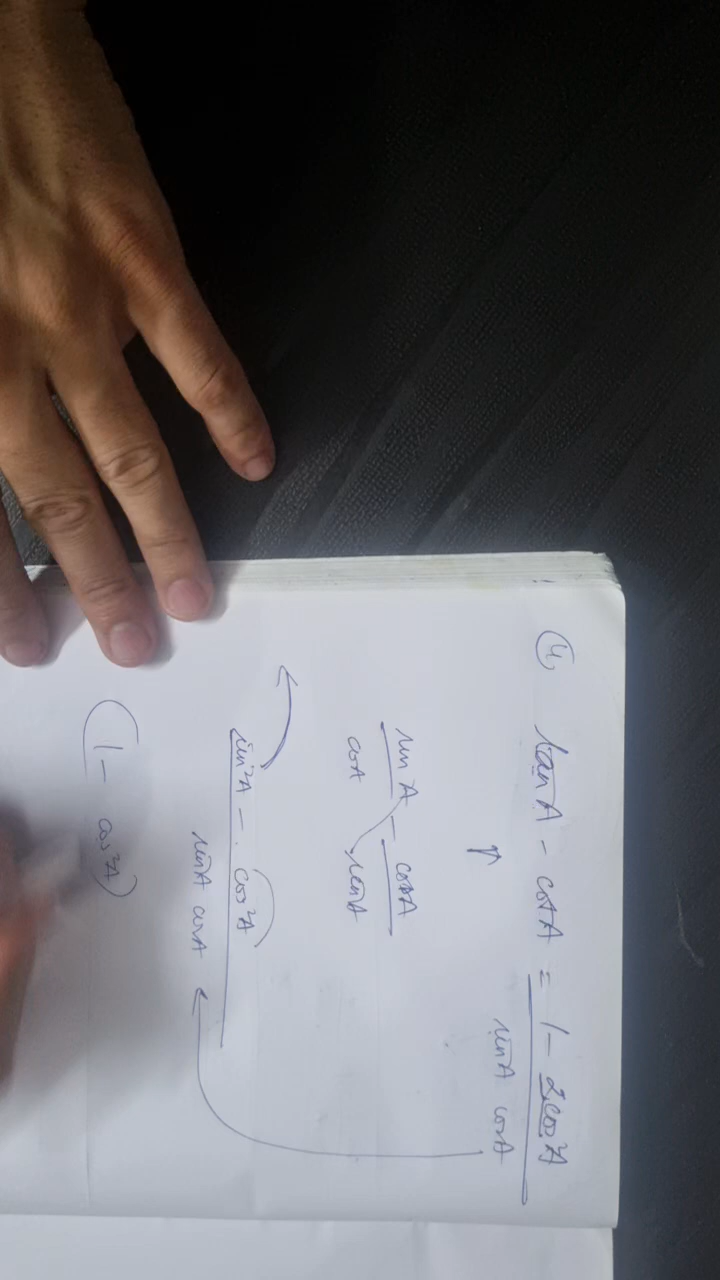 (4) tanA - cotA = 1 - 2cos²A
sinA cosA
sinA - cosA
cosA sinA
sin²A - cos²A
sinA cosA
(1 - cos²A)